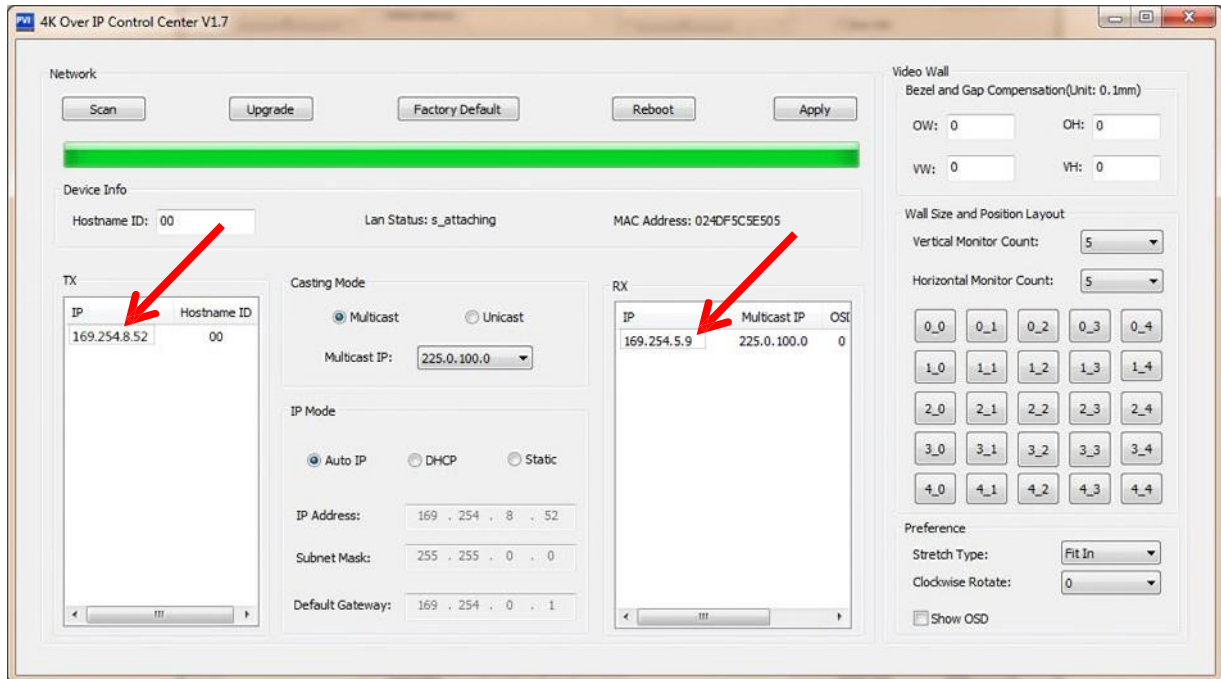 PVI 4K Over IP Control Center V1.7
Network
Scan Upgrade Factory Default Reboot Apply
Device Info
Hostname ID: 00 Lan Status: s_attaching MAC Address: 024DF5C5E505
TX
IP Hostname ID
169.254.8.52 00
Casting Mode
Multicast Unicast
Multicast IP: 225.0.100.0
IP Mode
Auto IP DHCP Static
IP Address: 169 . 254 . 8 . 52
Subnet Mask: 255 . 255 . 0 . 0
Default Gateway: 169 . 254 . 0 . 1
RX
IP Multicast IP OSD
169.254.5.9 225.0.100.0 0
Video Wall
Bezel and Gap Compensation(Unit: 0.1mm)
OW: 0 OH: 0
VW: 0 VH: 0
Wall Size and Position Layout
Vertical Monitor Count: 5
Horizontal Monitor Count: 5
0_0 0_1 0_2 0_3 0_4
1_0 1_1 1_2 1_3 1_4
2_0 2_1 2_2 2_3 2_4
3_0 3_1 3_2 3_3 3_4
4_0 4_1 4_2 4_3 4_4
Preference
Stretch Type: Fit In
Clockwise Rotate: 0
Show OSD